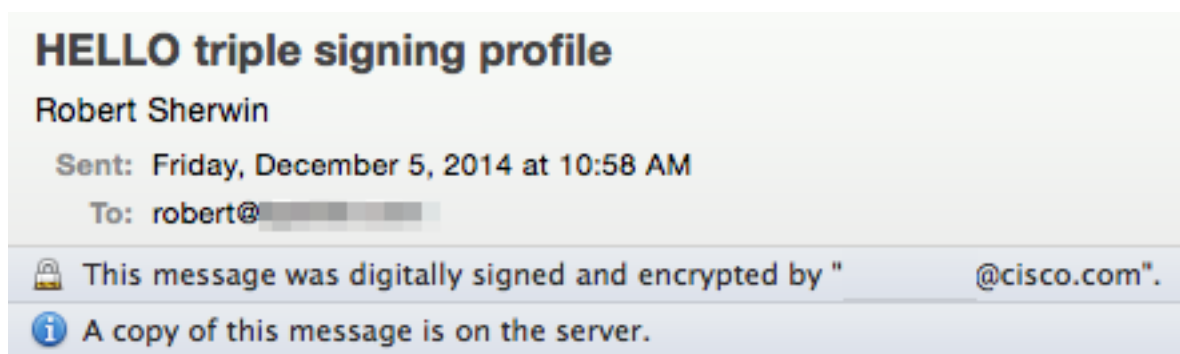 HELLO triple signing profile
Robert Sherwin
Sent: Friday, December 5, 2014 at 10:58 AM
To: robert@
This message was digitally signed and encrypted by " @cisco.com".
A copy of this message is on the server.